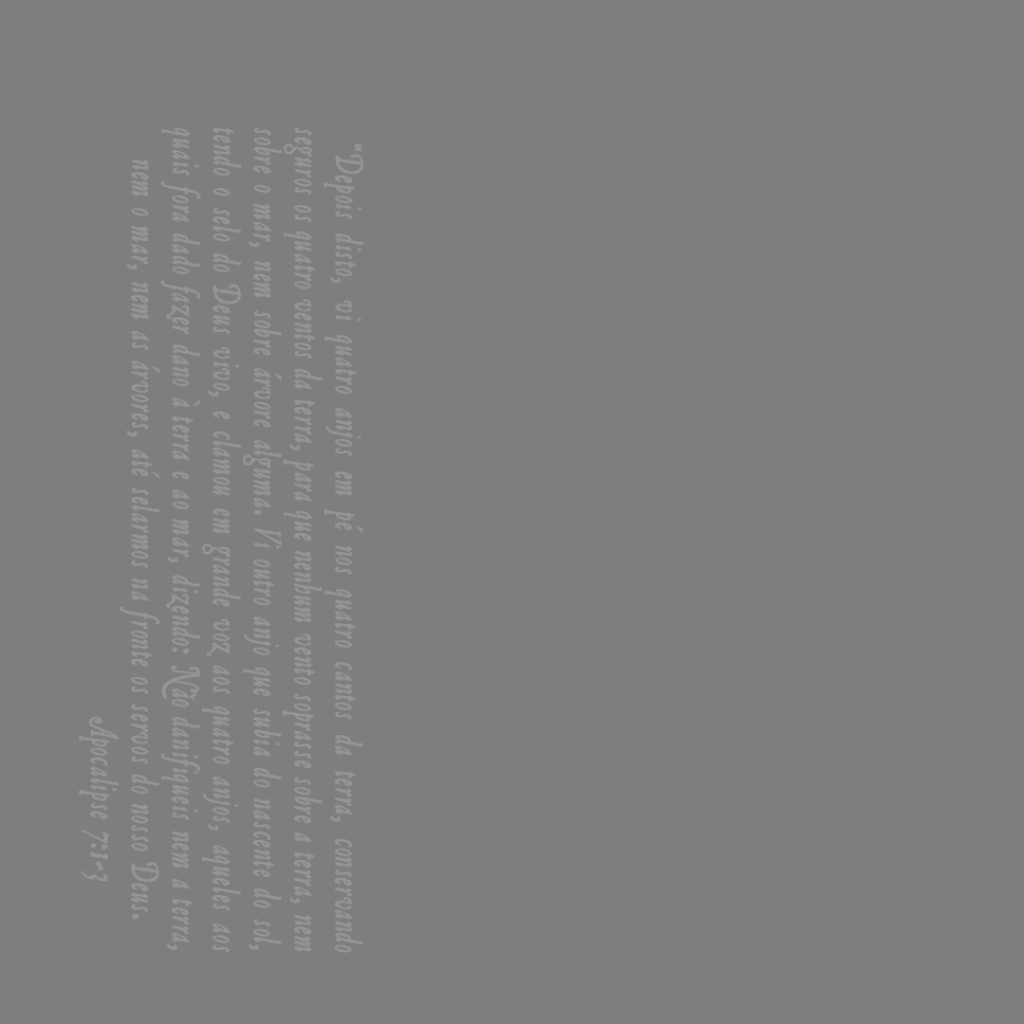 "Depois disto, vi quatro anjos em pé nos quatro cantos da terra, conservando
seguros os quatro ventos da terra, para que nenhum vento soprasse sobre a terra, nem
sobre o mar, nem sobre árvore alguma. Vi outro anjo que subia do nascente do sol,
tendo o selo do Deus vivo, e clamou em grande voz aos quatro anjos, aqueles aos
quais fora dado fazer dano à terra e ao mar, dizendo: Não danifiqueis nem a terra,
nem o mar, nem as árvores, até selarmos na fronte os servos do nosso Deus.
Apocalipse 7:1-3